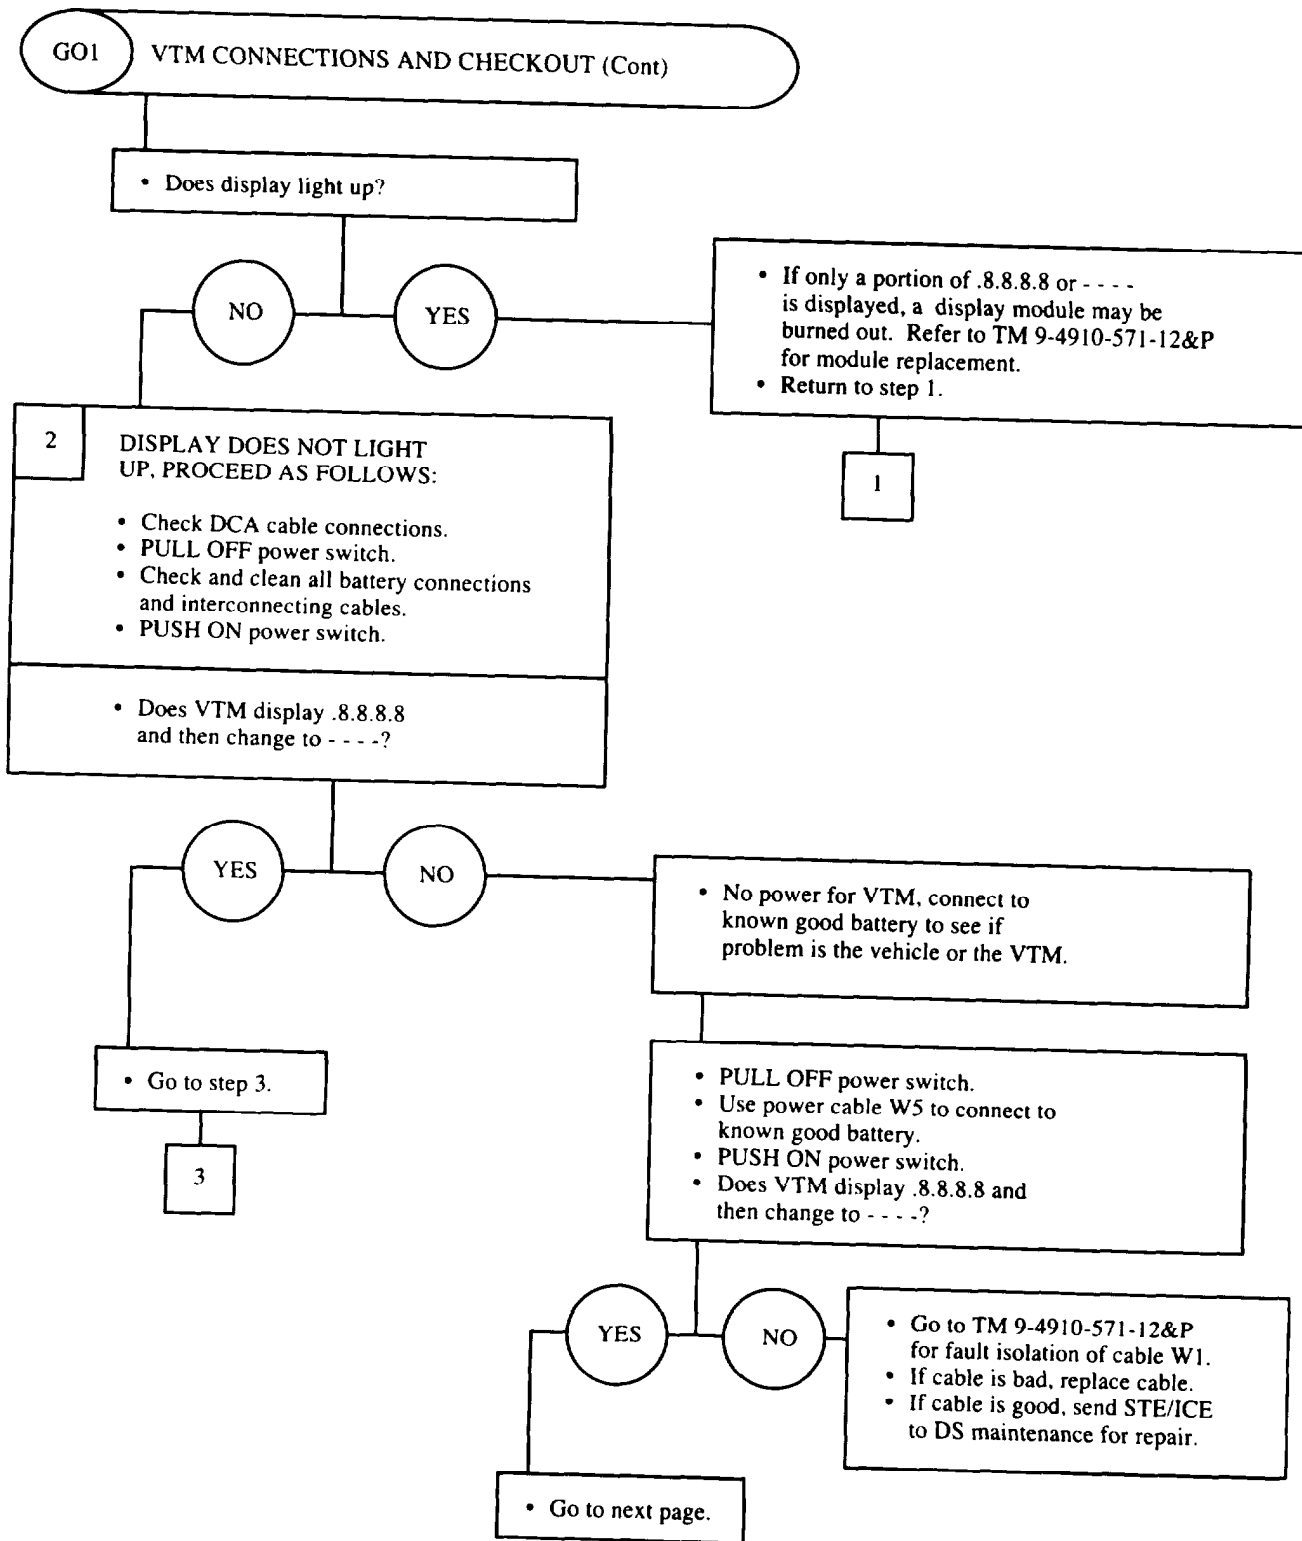 GO1 VTM CONNECTIONS AND CHECKOUT (Cont)
• Does display light up?
NO
YES
• If only a portion of .8.8.8.8 or - - - -
is displayed, a display module may be
burned out. Refer to TM 9-4910-571-12&P
for module replacement.
• Return to step 1.
1
2
DISPLAY DOES NOT LIGHT
UP, PROCEED AS FOLLOWS:
• Check DCA cable connections.
• PULL OFF power switch.
• Check and clean all battery connections
and interconnecting cables.
• PUSH ON power switch.
• Does VTM display .8.8.8.8
and then change to - - - -?
YES
NO
• No power for VTM, connect to
known good battery to see if
problem is the vehicle or the VTM.
• Go to step 3.
3
• PULL OFF power switch.
• Use power cable W5 to connect to
known good battery.
• PUSH ON power switch.
• Does VTM display .8.8.8.8 and
then change to - - - -?
YES
NO
• Go to TM 9-4910-571-12&P
for fault isolation of cable W1.
• If cable is bad, replace cable.
• If cable is good, send STE/ICE
to DS maintenance for repair.
• Go to next page.